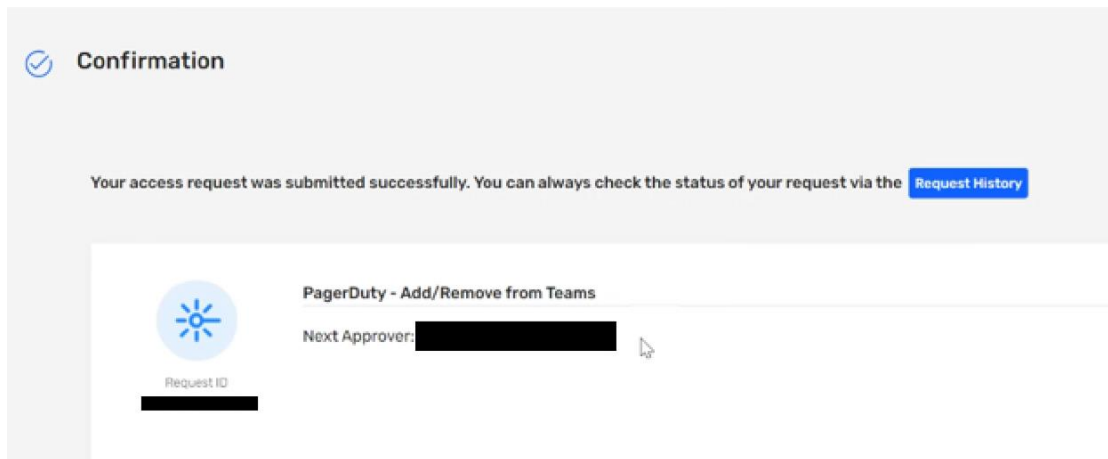 Confirmation
Your access request was submitted successfully. You can always check the status of your request via the Request History
PagerDuty - Add/Remove from Teams
Next Approver:
Request ID